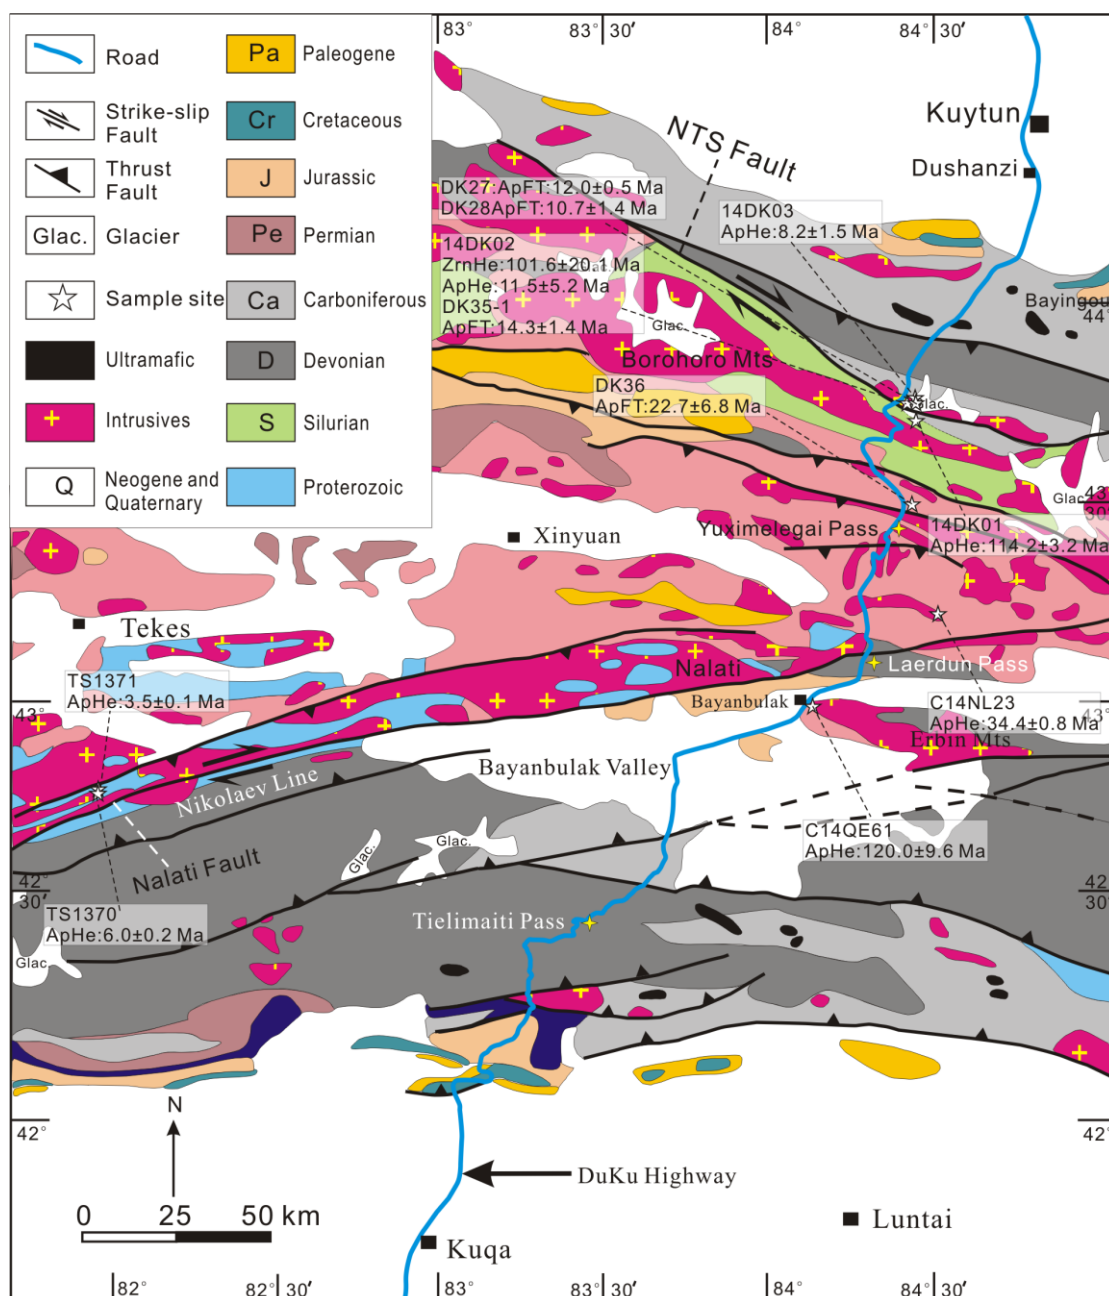 83°
83°30′
84°
84°30′
Road
Strike-slip
Fault
Thrust
Fault
Glac.
Glacier
Sample site
Ultramafic
Intrusives
Q
Neogene and
Quaternary
Pa
Paleogene
Cr
Cretaceous
J
Jurassic
Pe
Permian
Ca
Carboniferous
D
Devonian
S
Silurian
Proterozoic
Kuytun
Dushanzi
NTS Fault
DK27:ApFT:12.0±0.5 Ma
DK28ApFT:10.7±1.4 Ma
14DK03
ApHe:8.2±1.5 Ma
14DK02
ZrnHe:101.6±20.1 Ma
ApHe:11.5±5.2 Ma
DK35-1
ApFT:14.3±1.4 Ma
Glac.
Bayingou
44°
Borohoro Mts
DK36
ApFT:22.7±6.8 Ma
Glac.
Glac.
43°
30′
Yuximelegai Pass
14DK01
ApHe:114.2±3.2 Ma
Xinyuan
Tekes
TS1371
ApHe:3.5±0.1 Ma
Nalati
Laerdun Pass
43°
Bayanbulak
C14NL23
ApHe:34.4±0.8 Ma
43°
Erbin Mts
Bayanbulak Valley
Nikolaev Line
C14QE61
ApHe:120.0±9.6 Ma
Glac.
Glac.
Nalati Fault
42°
30′
42°
30′
TS1370
ApHe:6.0±0.2 Ma
Tielimaiti Pass
Glac.
N
42°
42°
DuKu Highway
0 25 50 km
Luntai
Kuqa
82°
82°30′
83°
83°30′
84°
84°30′